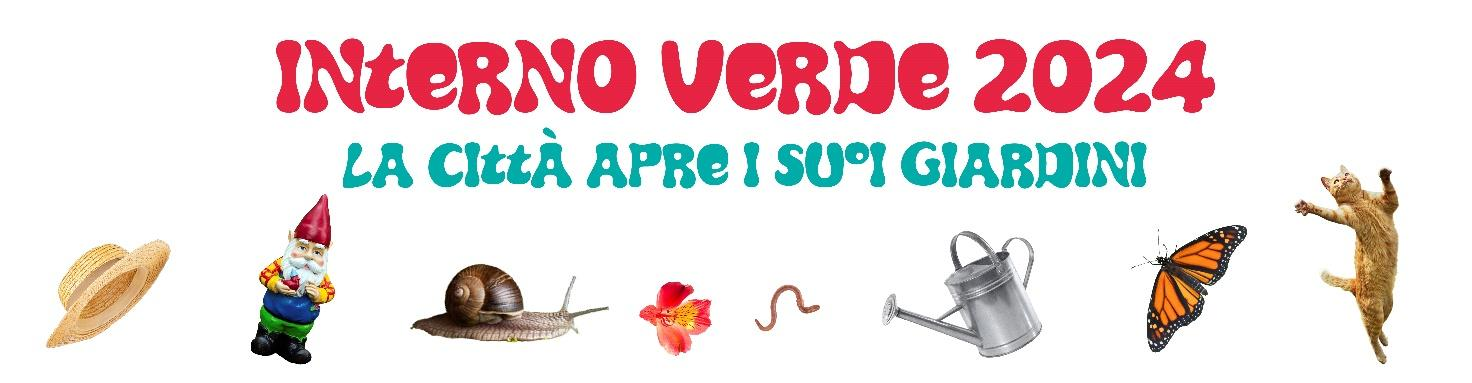 INteRNO VeRDe 2024
LA CIttÀ APRe I SUOI GIARDINI